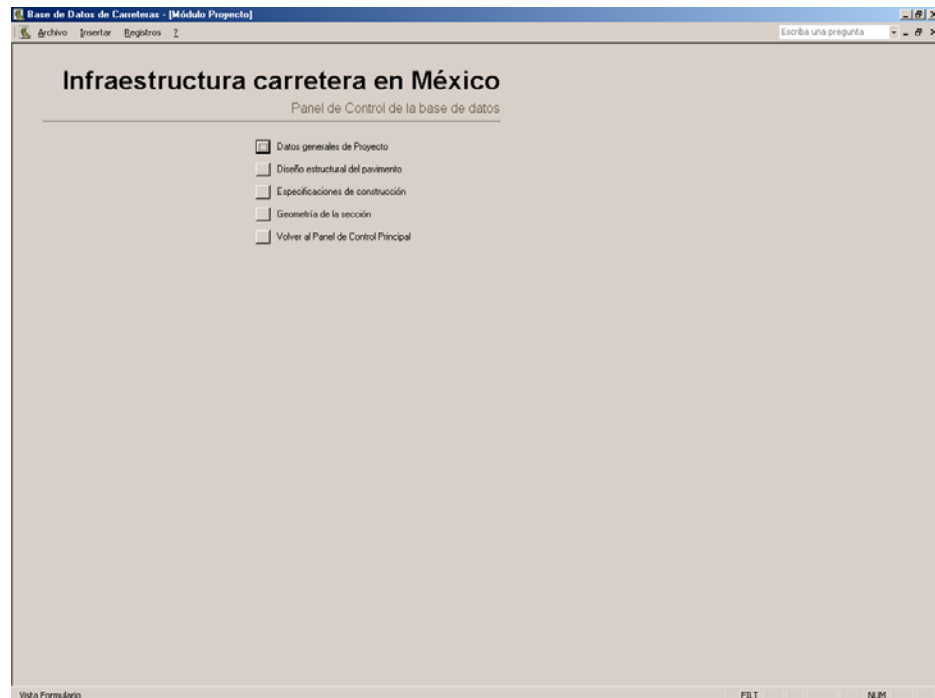 Base de Datos de Carreteras - [Módulo Proyecto]
Archivo Insertar Registros ? Escriba una pregunta
Infraestructura carretera en México
Panel de Control de la base de datos
Datos generales de Proyecto
Diseño estructural del pavimento
Especificaciones de construcción
Geometría de la sección
Volver al Panel de Control Principal
Vista Formulario FILT NUM